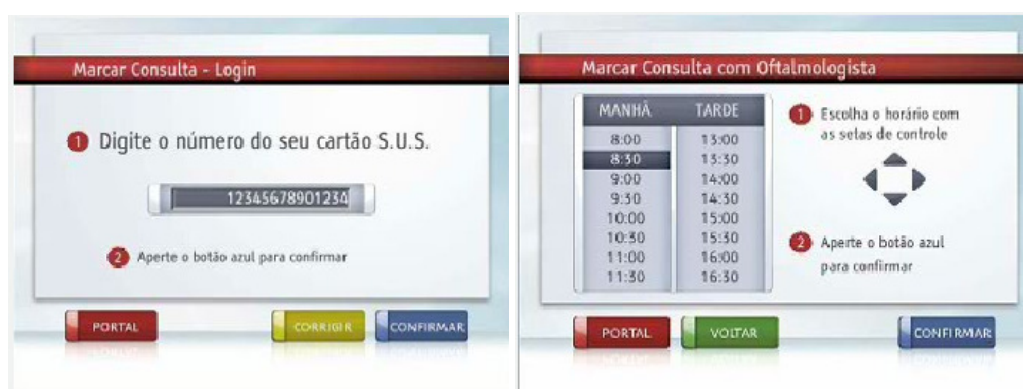 Marcar Consulta - Login
1 Digite o número do seu cartão S.U.S.
12345678901234
2 Aperte o botão azul para confirmar
PORTAL CORRIGIR CONFIRMAR
Marcar Consulta com Oftalmologista
MANHÃ TARDE
8:00 13:00
8:30 13:30
9:00 14:00
9:30 14:30
10:00 15:00
10:30 15:30
11:00 16:00
11:30 16:30
1 Escolha o horário com
as setas de controle
2 Aperte o botão azul
para confirmar
PORTAL VOLTAR CONFIRMAR